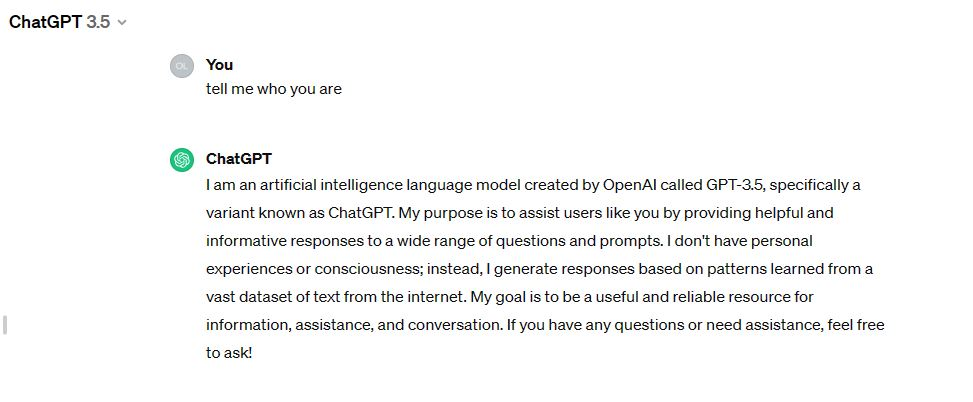 ChatGPT 3.5
OL
You
tell me who you are
ChatGPT
I am an artificial intelligence language model created by OpenAI called GPT-3.5, specifically a
variant known as ChatGPT. My purpose is to assist users like you by providing helpful and
informative responses to a wide range of questions and prompts. I don't have personal
experiences or consciousness; instead, I generate responses based on patterns learned from a
vast dataset of text from the internet. My goal is to be a useful and reliable resource for
information, assistance, and conversation. If you have any questions or need assistance, feel free
to ask!